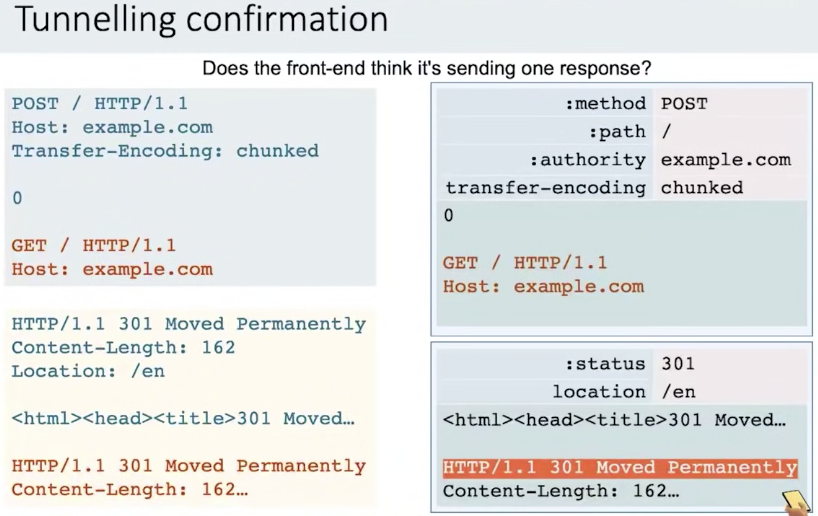 Tunnelling confirmation
Does the front-end think it's sending one response?
POST / HTTP/1.1
Host: example.com
Transfer-Encoding: chunked
0
GET / HTTP/1.1
Host: example.com
HTTP/1.1 301 Moved Permanently
Content-Length: 162
Location: /en
<html><head><title>301 Moved…
HTTP/1.1 301 Moved Permanently
Content-Length: 162…
:method POST
:path /
:authority example.com
transfer-encoding chunked
0
GET / HTTP/1.1
Host: example.com
:status 301
location /en
<html><head><title>301 Moved…
HTTP/1.1 301 Moved Permanently
Content-Length: 162…